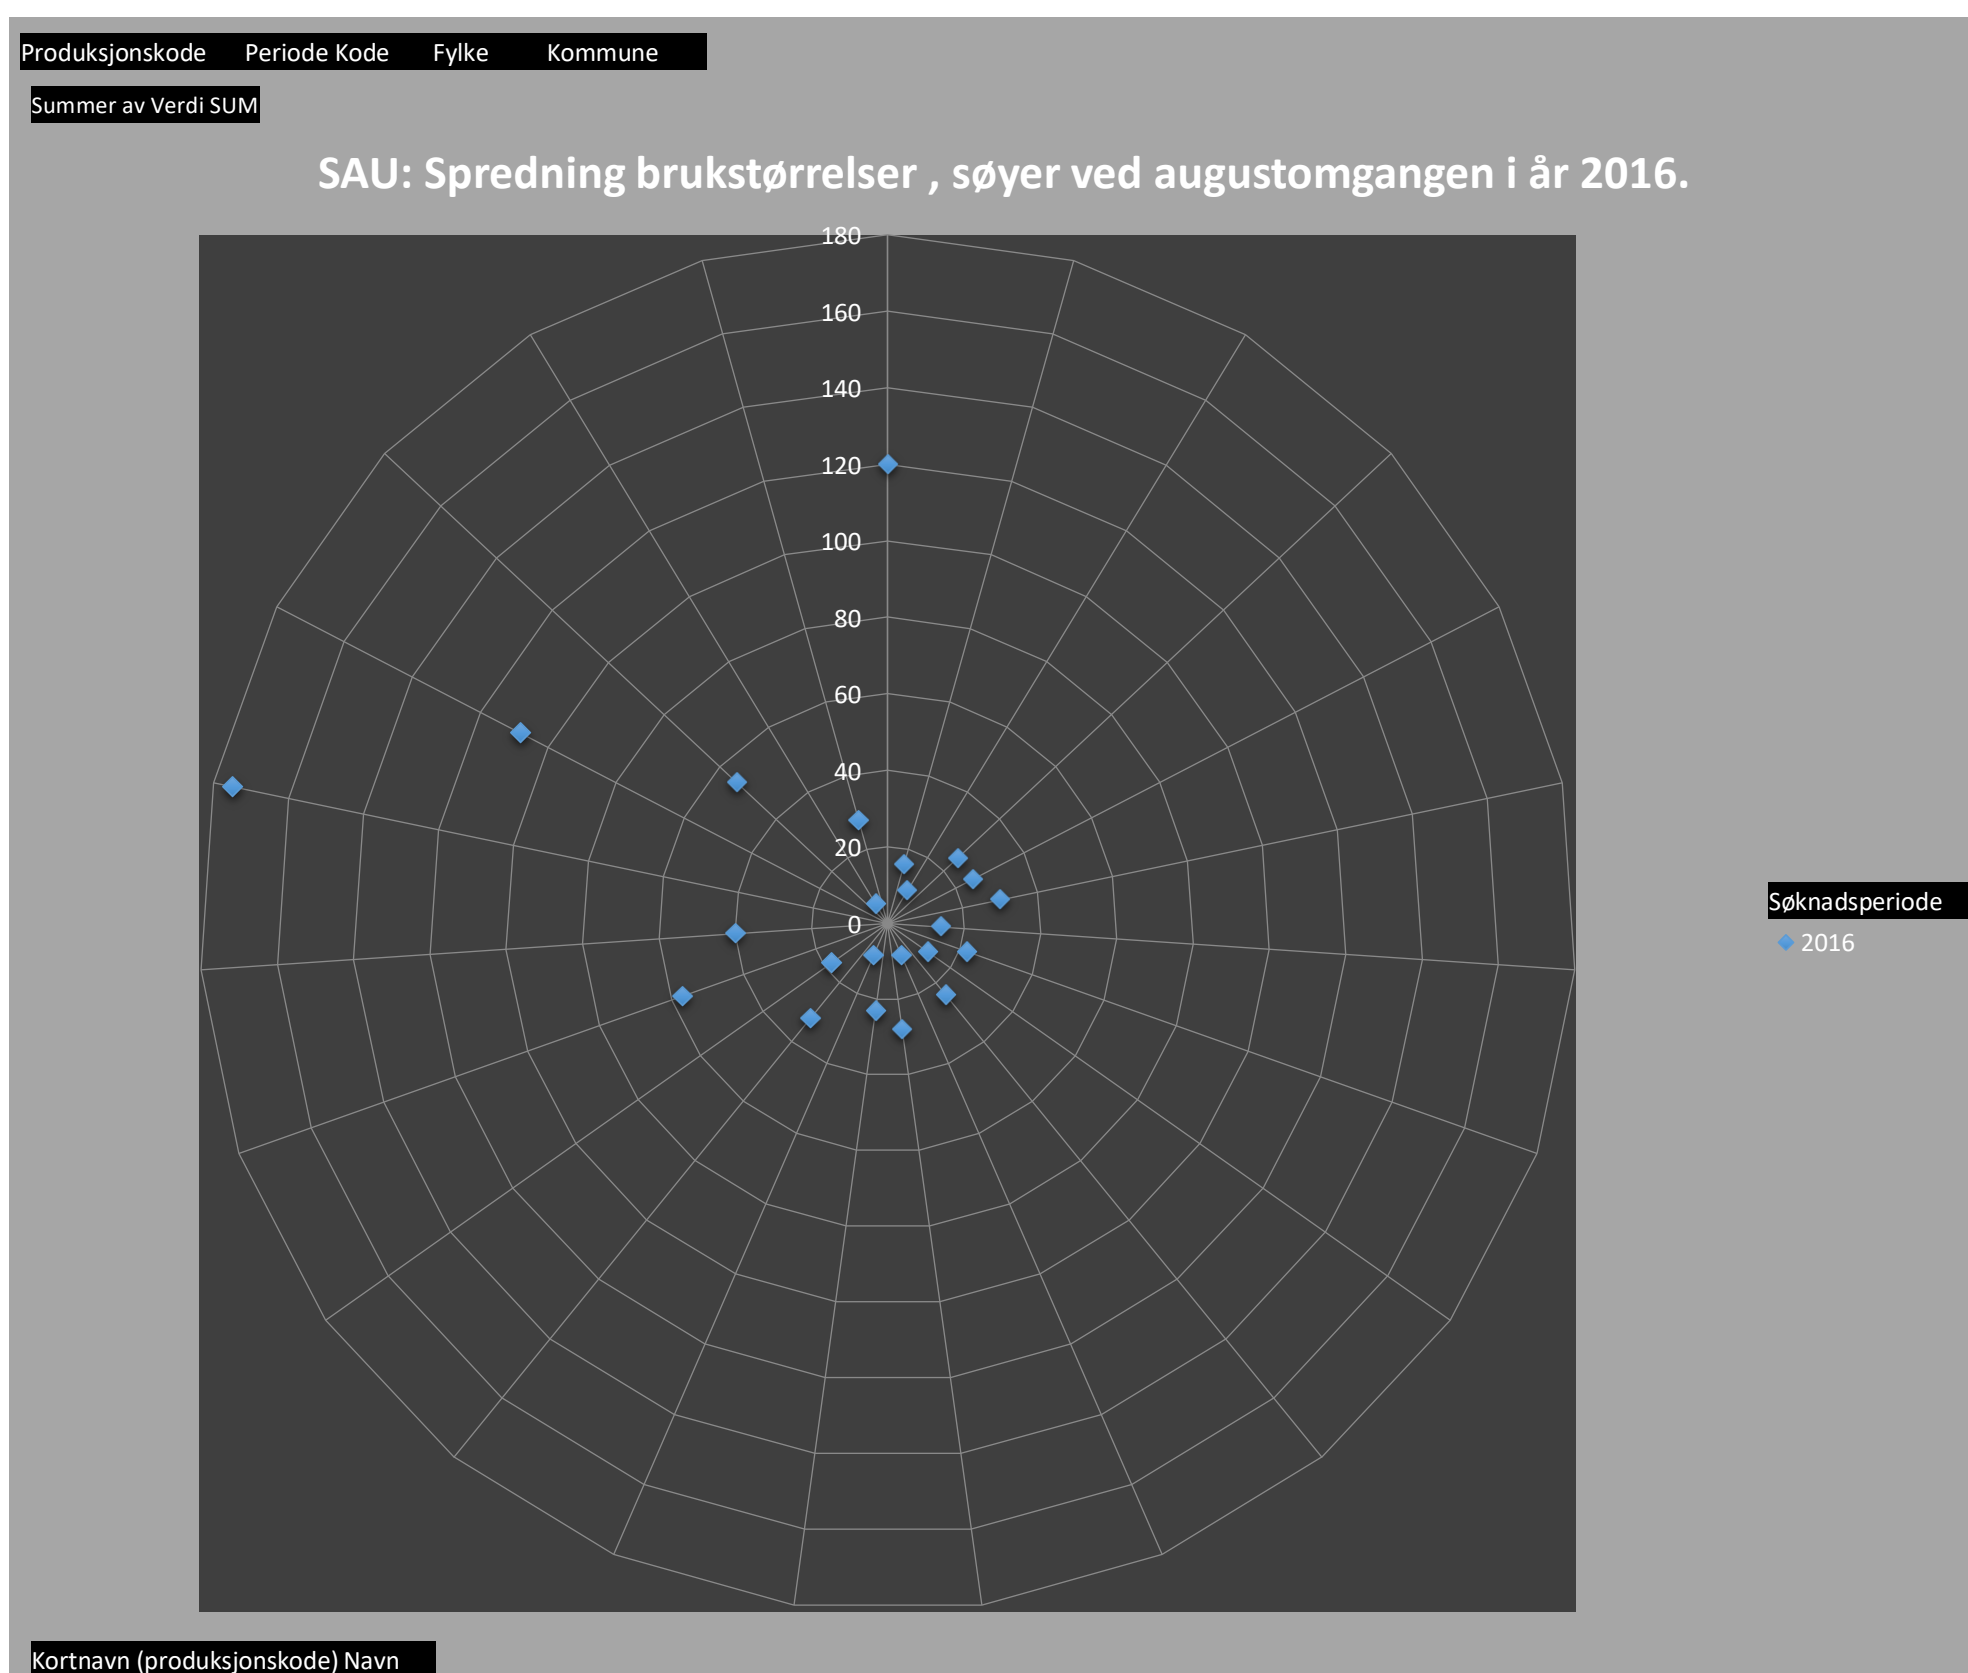 Produksjonskode Periode Kode Fylke Kommune
Summer av Verdi SUM
SAU: Spredning brukstørrelser , søyer ved augustomgangen i år 2016.
180
160
140
120
100
80
60
40
20
0
Søknadsperiode
2016
Kortnavn (produksjonskode) Navn